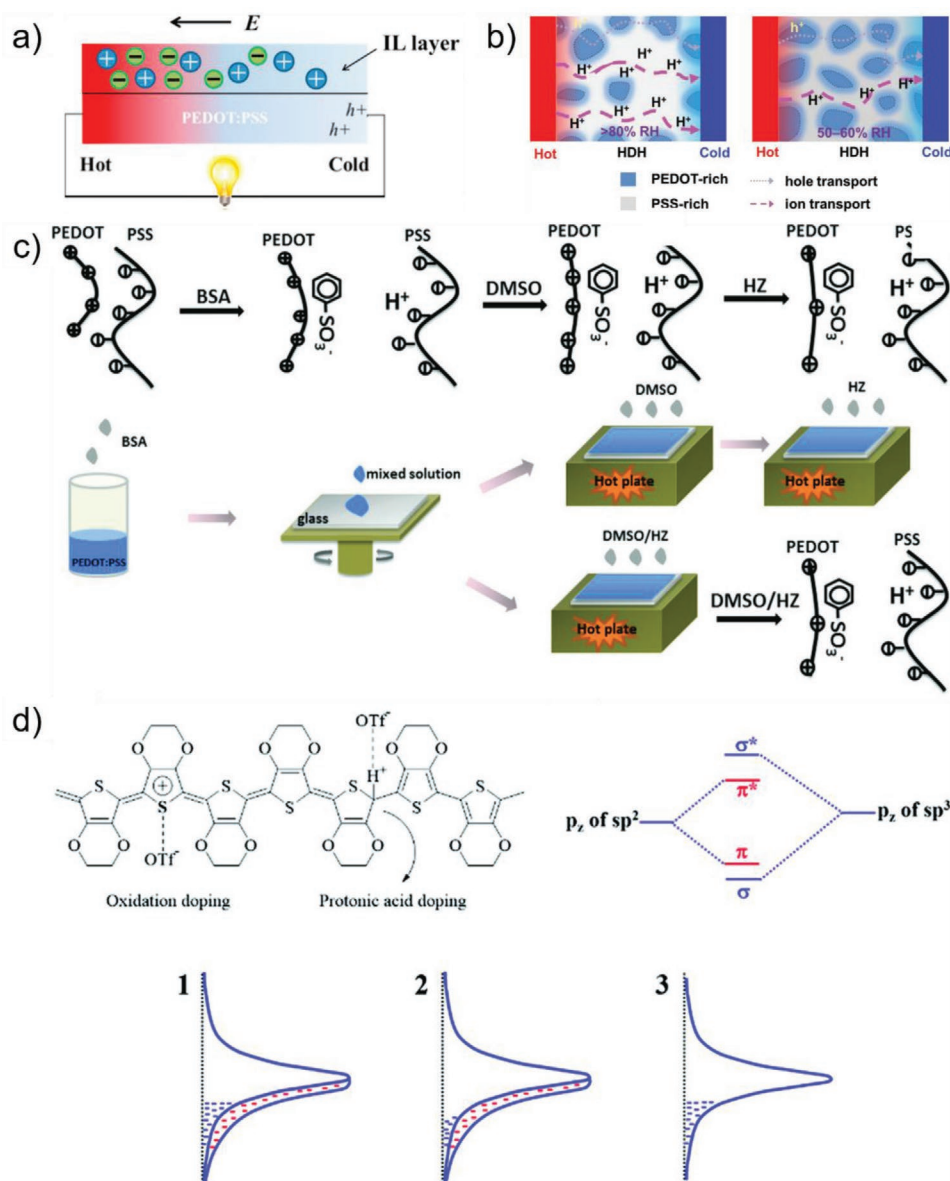 a)
E
IL layer
h+
h+
PEDOT:PSS
Hot
Cold
b)
h+
H+
H+
H+
H+
H+
H+
H+
>80% RH
Hot
HDH
Cold
h+
H+
H+
H+
50–60% RH
Hot
HDH
Cold
PEDOT-rich
hole transport
PSS-rich
ion transport
c)
PEDOT
PSS
BSA
PEDOT
SO3-
PSS
H+
DMSO
PEDOT
SO3-
PSS
H+
HZ
PEDOT
SO3-
PS
H+
BSA
PEDOT:PSS
mixed solution
glass
DMSO
Hot plate
HZ
Hot plate
DMSO/HZ
Hot plate
DMSO/HZ
PEDOT
SO3-
PSS
H+
d)
OTf-
H+
O O O O O O
S S S S S S S
O O O O O O O O
OTf-
Oxidation doping
Protonic acid doping
σ*
π*
pz of sp2
pz of sp3
π
σ
1
2
3